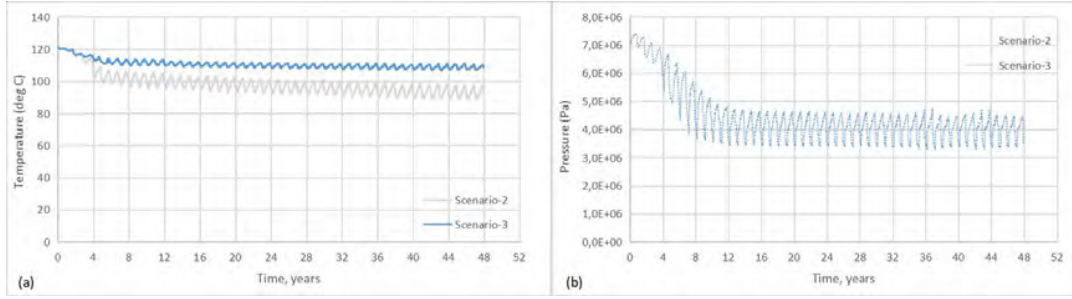 140
120
100
80
60
40
20
0
Temperature (deg C)
0 4 8 12 16 20 24 28 32 36 40 44 48 52
Time, years
Scenario-2
Scenario-3
(a)
8,0E+06
7,0E+06
6,0E+06
5,0E+06
4,0E+06
3,0E+06
2,0E+06
1,0E+06
0,0E+00
Pressure (Pa)
0 4 8 12 16 20 24 28 32 36 40 44 48 52
Time, years
Scenario-2
Scenario-3
(b)